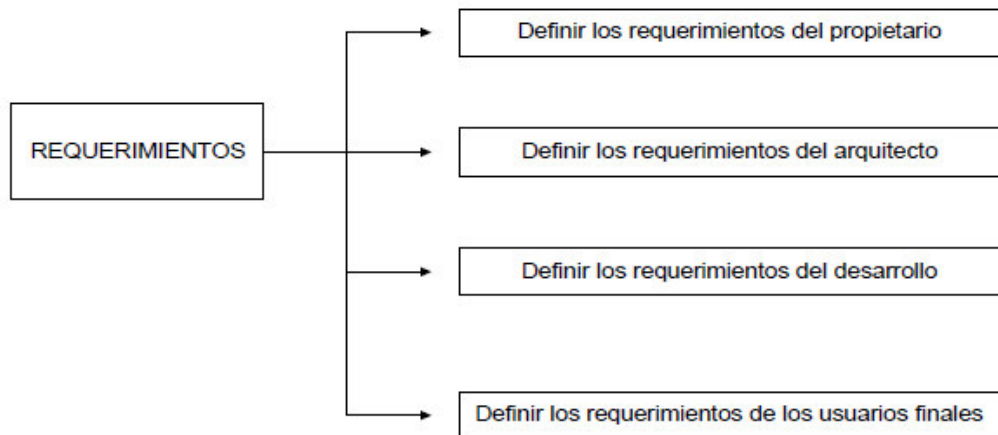 Definir los requerimientos del propietario
REQUERIMIENTOS
Definir los requerimientos del arquitecto
Definir los requerimientos del desarrollo
Definir los requerimientos de los usuarios finales